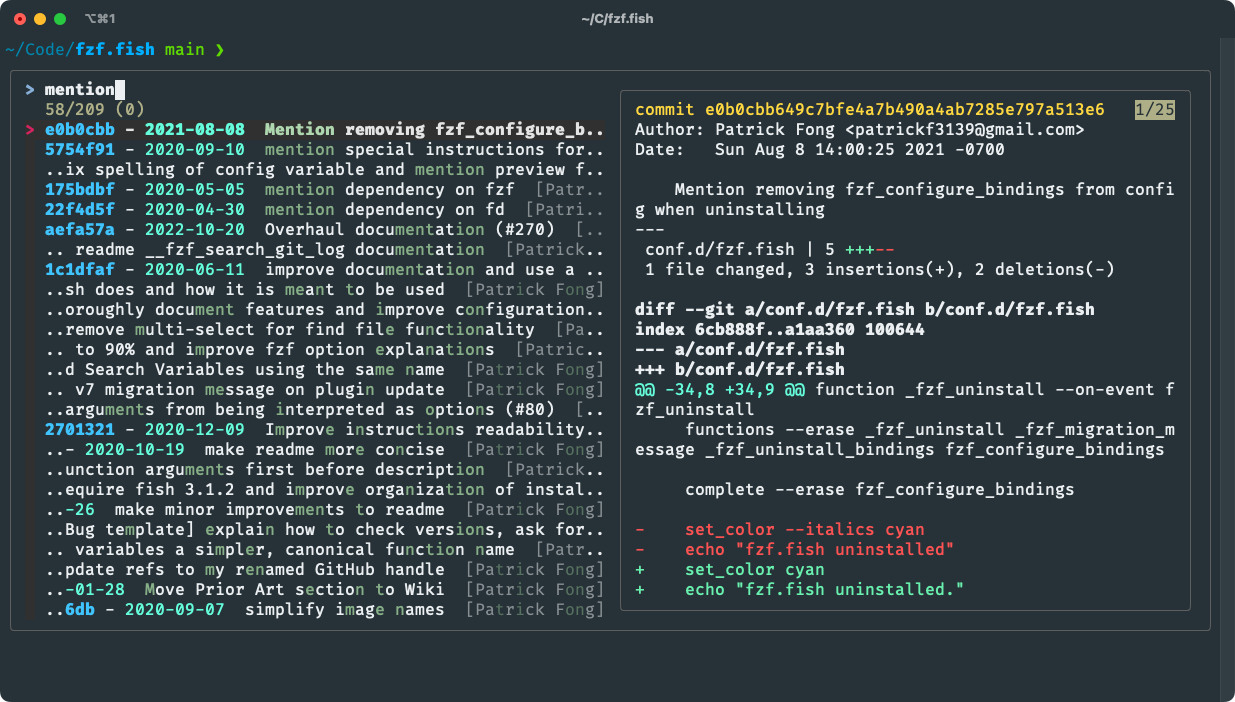 ⌥⌘1
~/C/fzf.fish
~/Code/fzf.fish main ❯
> mention
58/209 (0)
> e0b0cbb - 2021-08-08  Mention removing fzf_configure_b..
5754f91 - 2020-09-10  mention special instructions for..
..ix spelling of config variable and mention preview f..
175bdbf - 2020-05-05  mention dependency on fzf  [Patr..
22f4d5f - 2020-04-30  mention dependency on fd  [Patri..
aefa57a - 2022-10-20  Overhaul documentation (#270)  [..
.. readme __fzf_search_git_log documentation  [Patrick..
1c1dfaf - 2020-06-11  improve documentation and use a ..
..sh does and how it is meant to be used  [Patrick Fong]
..oroughly document features and improve configuration..
..remove multi-select for find file functionality  [Pa..
.. to 90% and improve fzf option explanations  [Patric..
..d Search Variables using the same name  [Patrick Fong]
.. v7 migration message on plugin update  [Patrick Fong]
..arguments from being interpreted as options (#80)  [..
2701321 - 2020-12-09  Improve instructions readability..
..- 2020-10-19  make readme more concise  [Patrick Fong]
..unction arguments first before description  [Patrick..
..equire fish 3.1.2 and improve organization of instal..
..-26  make minor improvements to readme  [Patrick Fong]
..Bug template] explain how to check versions, ask for..
.. variables a simpler, canonical function name  [Patr..
..pdate refs to my renamed GitHub handle  [Patrick Fong]
..-01-28  Move Prior Art section to Wiki  [Patrick Fong]
..6db - 2020-09-07  simplify image names  [Patrick Fong]
commit e0b0cbb649c7bfe4a7b490a4ab7285e797a513e6   1/25
Author: Patrick Fong <patrickf3139@gmail.com>
Date:   Sun Aug 8 14:00:25 2021 -0700
    Mention removing fzf_configure_bindings from confi
g when uninstalling
---
 conf.d/fzf.fish | 5 +++--
 1 file changed, 3 insertions(+), 2 deletions(-)
diff --git a/conf.d/fzf.fish b/conf.d/fzf.fish
index 6cb888f..a1aa360 100644
--- a/conf.d/fzf.fish
+++ b/conf.d/fzf.fish
@@ -34,8 +34,9 @@ function _fzf_uninstall --on-event f
zf_uninstall
     functions --erase _fzf_uninstall _fzf_migration_m
essage _fzf_uninstall_bindings fzf_configure_bindings
     complete --erase fzf_configure_bindings
-    set_color --italics cyan
-    echo "fzf.fish uninstalled"
+    set_color cyan
+    echo "fzf.fish uninstalled."